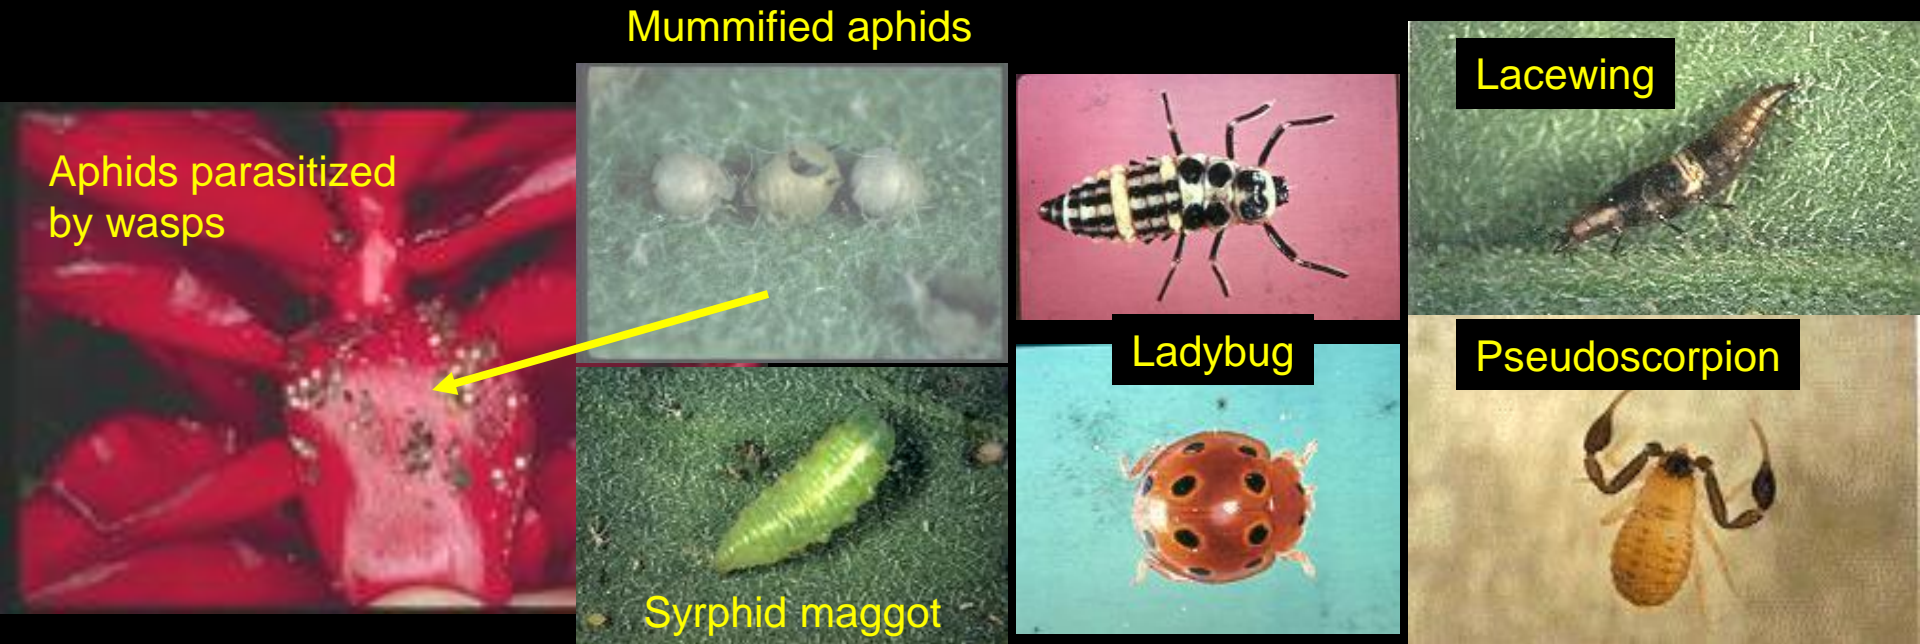 Mummified aphids
Aphids parasitized
by wasps
Syrphid maggot
Ladybug
Lacewing
Pseudoscorpion